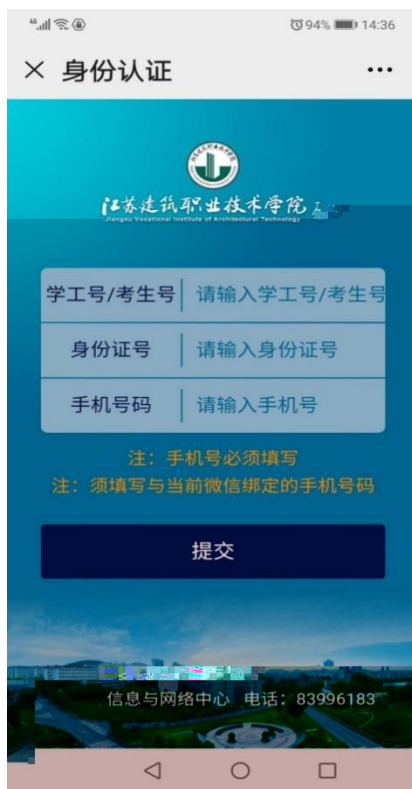 46
94% 14:36
× 身份认证 •••
江苏建筑职业技术学院
Jiangsu Vocational Institute of Architectural Technology
学工号/考生号 请输入学工号/考生号
身份证号 请输入身份证号
手机号码 请输入手机号
注：手机号必须填写
注：须填写与当前微信绑定的手机号码
提交
信息与网络中心 电话：83996183